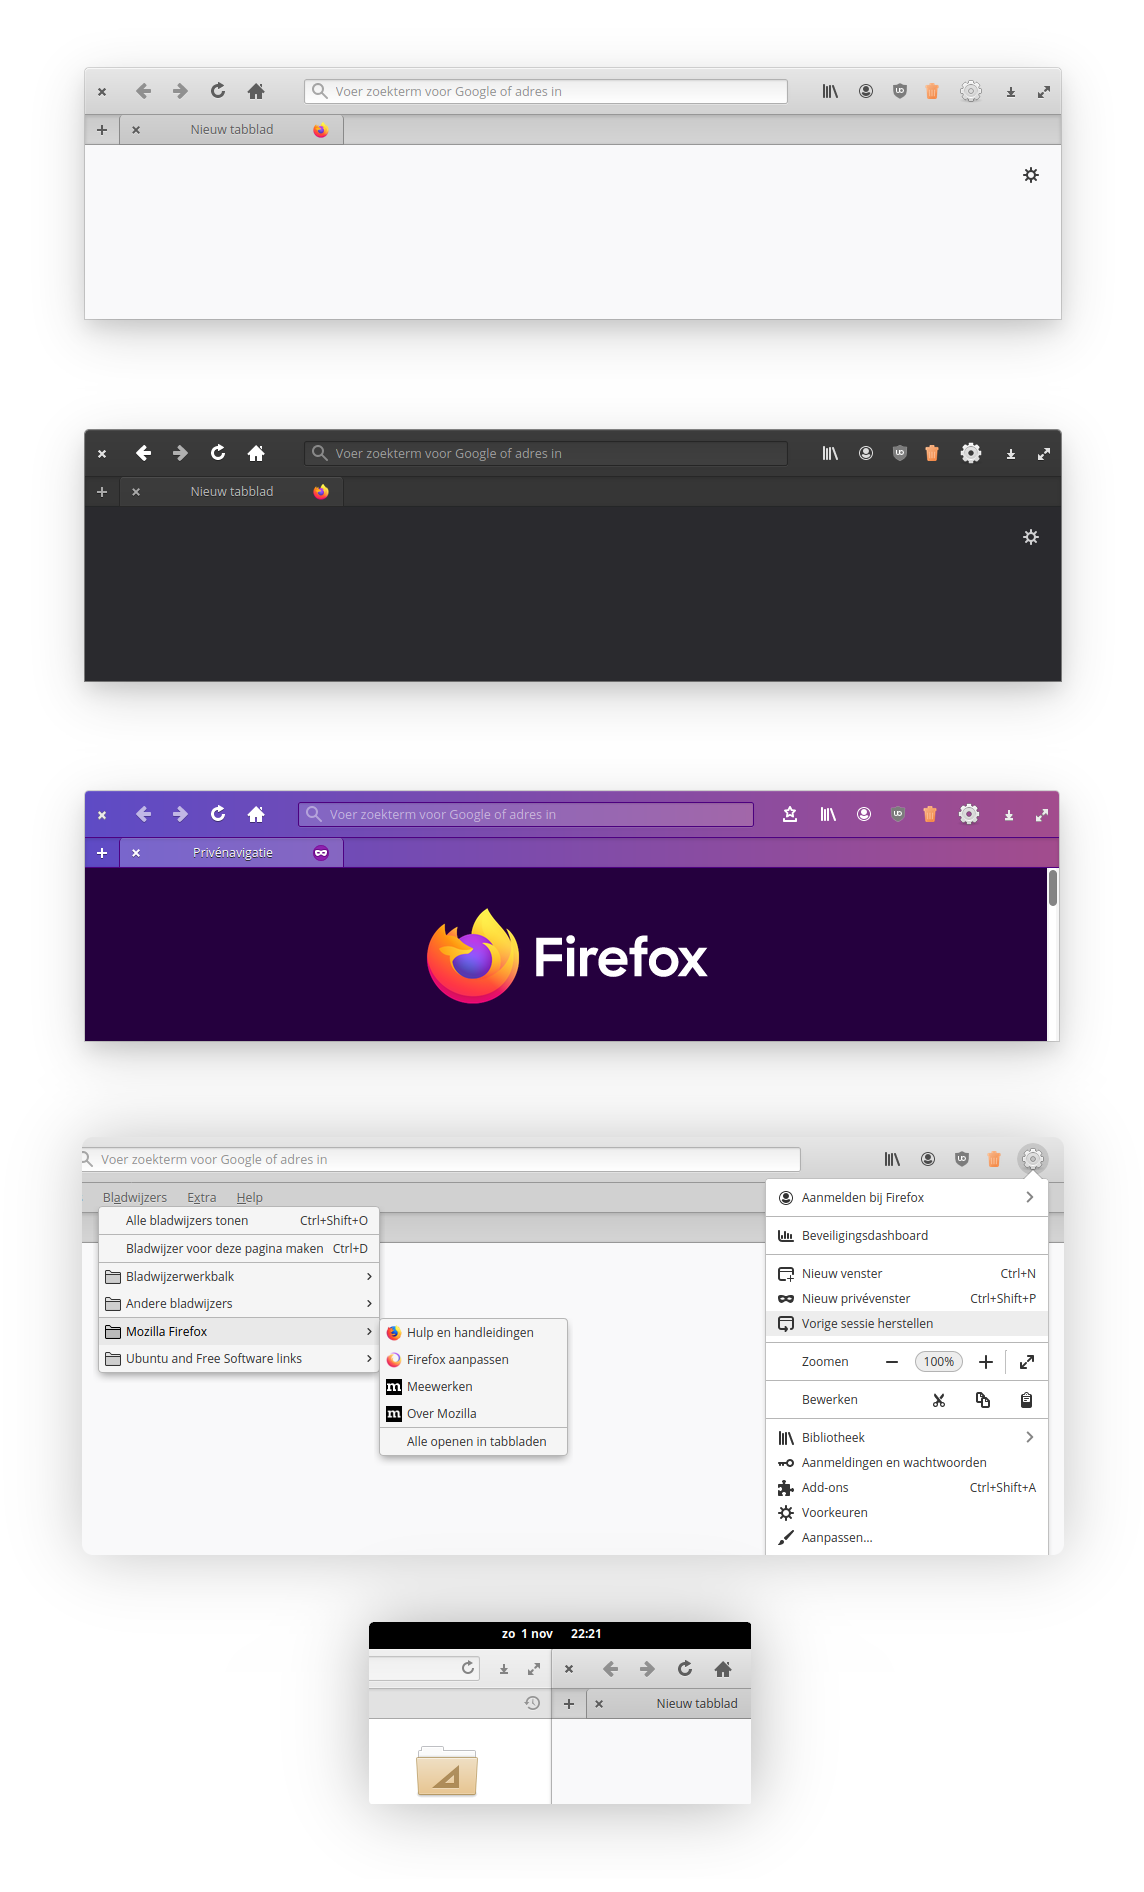 Voer zoekterm voor Google of adres in
Nieuw tabblad
Voer zoekterm voor Google of adres in
Nieuw tabblad
Voer zoekterm voor Google of adres in
Privénavigatie
Firefox
Voer zoekterm voor Google of adres in
Bladwijzers Extra Help
Alle bladwijzers tonen Ctrl+Shift+O
Bladwijzer voor deze pagina maken Ctrl+D
Bladwijzerwerkbalk
Andere bladwijzers
Mozilla Firefox
Ubuntu and Free Software links
Hulp en handleidingen
Firefox aanpassen
m Meewerken
m Over Mozilla
Alle openen in tabbladen
Aanmelden bij Firefox
Beveiligingsdashboard
Nieuw venster Ctrl+N
Nieuw privévenster Ctrl+Shift+P
Vorige sessie herstellen
Zoomen 100%
Bewerken
Bibliotheek
Aanmeldingen en wachtwoorden
Add-ons Ctrl+Shift+A
Voorkeuren
Aanpassen...
zo 1 nov 22:21
Nieuw tabblad